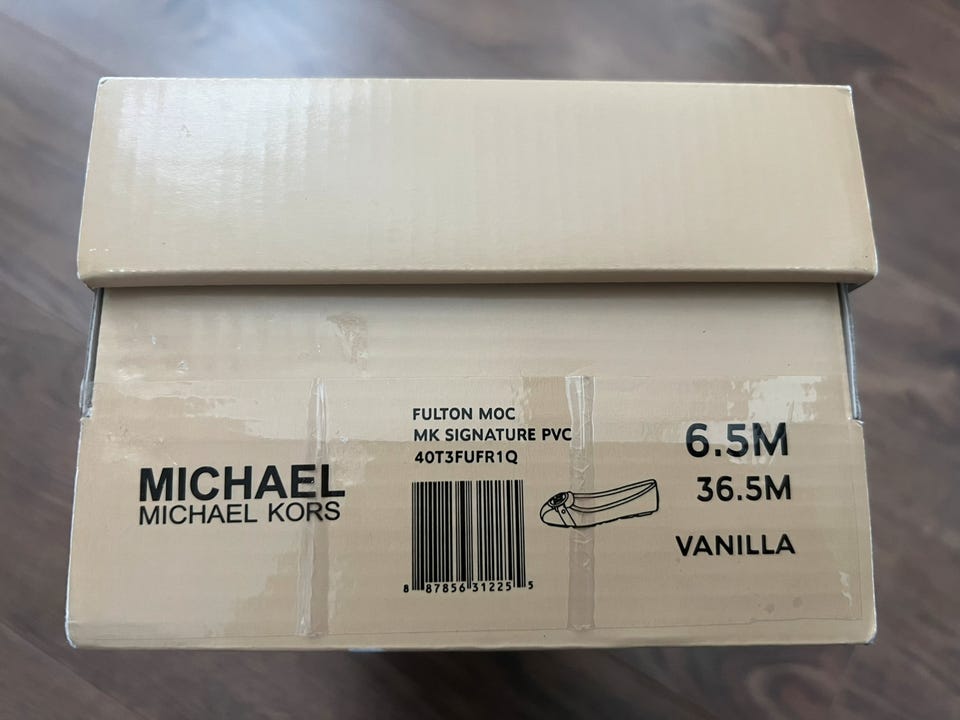 MICHAEL
MICHAEL KORS
FULTON MOC
MK SIGNATURE PVC
40T3FUFR1Q
8 87856 31225 5
6.5M
36.5M
VANILLA